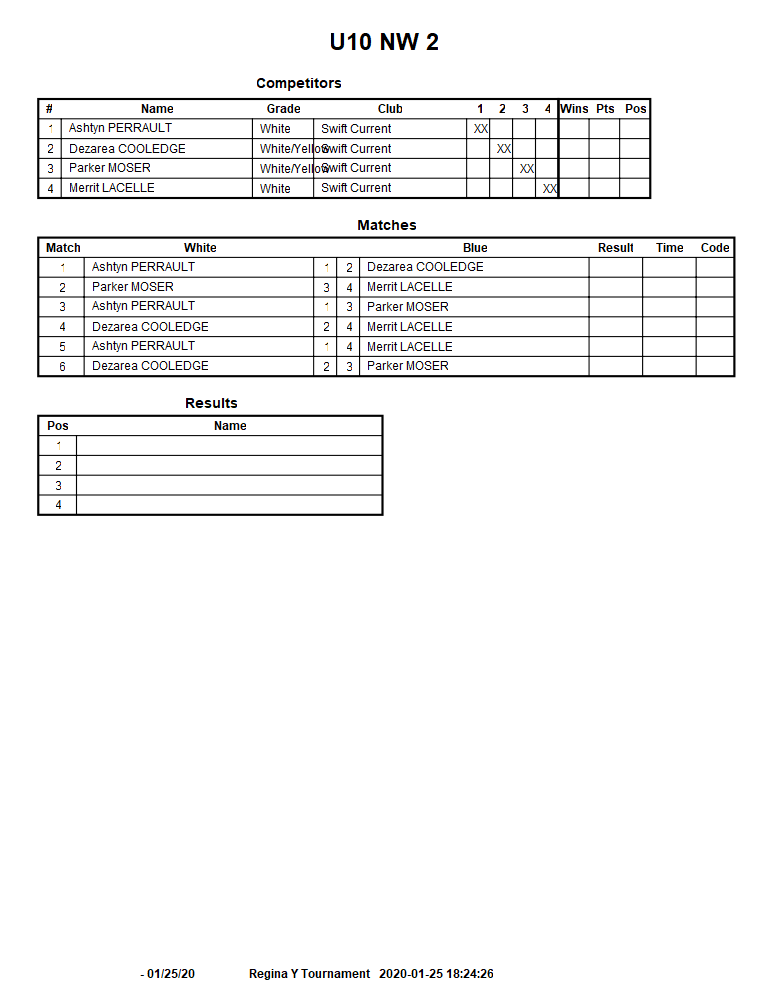 U10 NW 2
Competitors
# Name Grade Club 1 2 3 4 Wins Pts Pos
1 Ashtyn PERRAULT White Swift Current XX
2 Dezarea COOLEDGE White/Yellow Swift Current XX
3 Parker MOSER White/Yellow Swift Current XX
4 Merrit LACELLE White Swift Current XX
Matches
Match White Blue Result Time Code
1 Ashtyn PERRAULT 1 2 Dezarea COOLEDGE
2 Parker MOSER 3 4 Merrit LACELLE
3 Ashtyn PERRAULT 1 3 Parker MOSER
4 Dezarea COOLEDGE 2 4 Merrit LACELLE
5 Ashtyn PERRAULT 1 4 Merrit LACELLE
6 Dezarea COOLEDGE 2 3 Parker MOSER
Results
Pos Name
1
2
3
4
- 01/25/20 Regina Y Tournament 2020-01-25 18:24:26